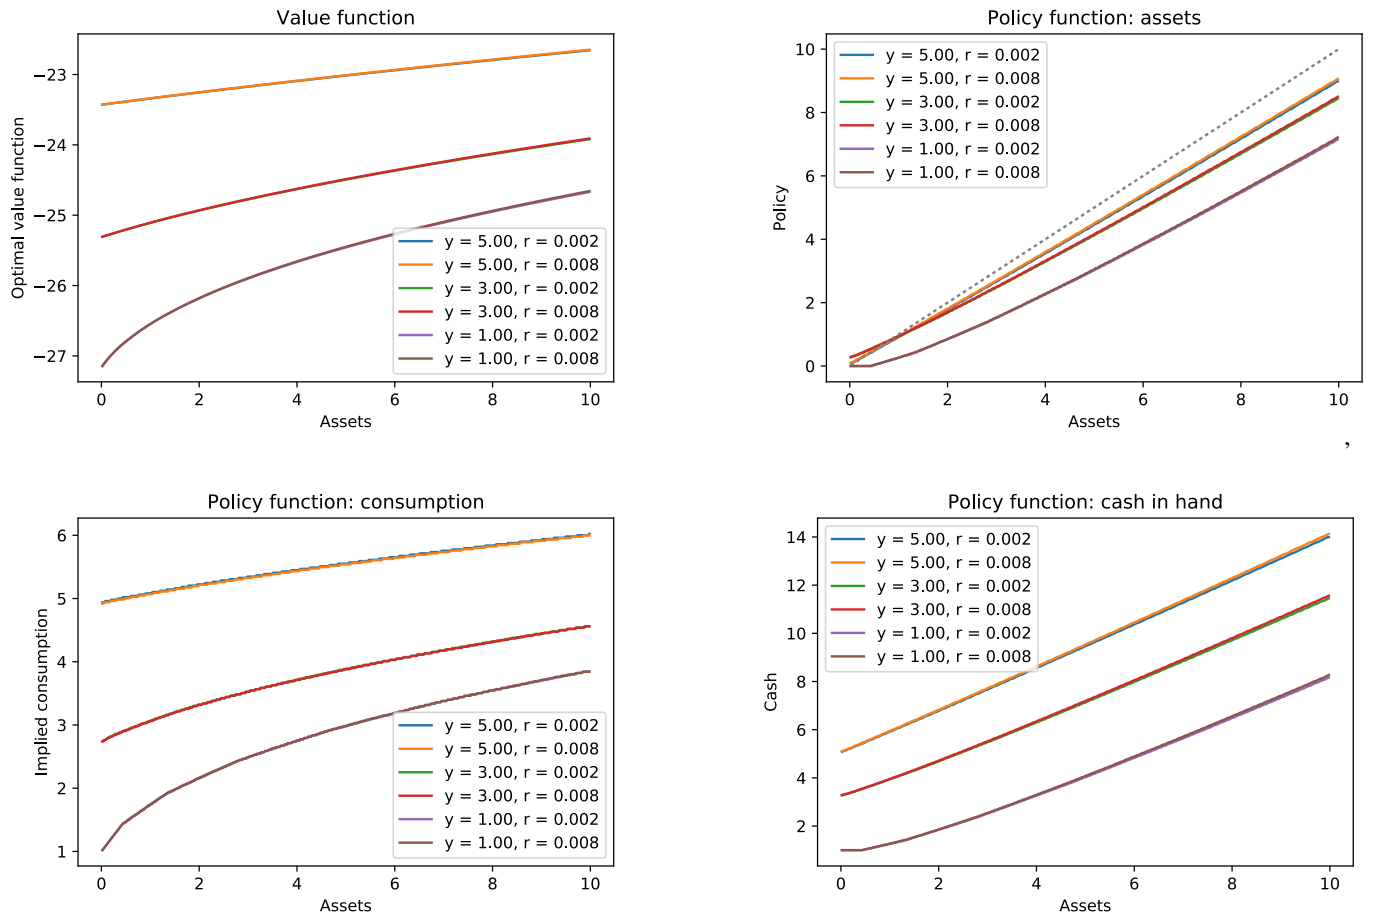 Value function
Optimal value function
−23
−24
−25
−26
−27
y = 5.00, r = 0.002
y = 5.00, r = 0.008
y = 3.00, r = 0.002
y = 3.00, r = 0.008
y = 1.00, r = 0.002
y = 1.00, r = 0.008
0 2 4 6 8 10
Assets
Policy function: assets
Policy
10
8
6
4
2
0
y = 5.00, r = 0.002
y = 5.00, r = 0.008
y = 3.00, r = 0.002
y = 3.00, r = 0.008
y = 1.00, r = 0.002
y = 1.00, r = 0.008
0 2 4 6 8 10
Assets
,
Policy function: consumption
Implied consumption
6
5
4
3
2
1
y = 5.00, r = 0.002
y = 5.00, r = 0.008
y = 3.00, r = 0.002
y = 3.00, r = 0.008
y = 1.00, r = 0.002
y = 1.00, r = 0.008
0 2 4 6 8 10
Assets
Policy function: cash in hand
Cash
14
12
10
8
6
4
2
y = 5.00, r = 0.002
y = 5.00, r = 0.008
y = 3.00, r = 0.002
y = 3.00, r = 0.008
y = 1.00, r = 0.002
y = 1.00, r = 0.008
0 2 4 6 8 10
Assets